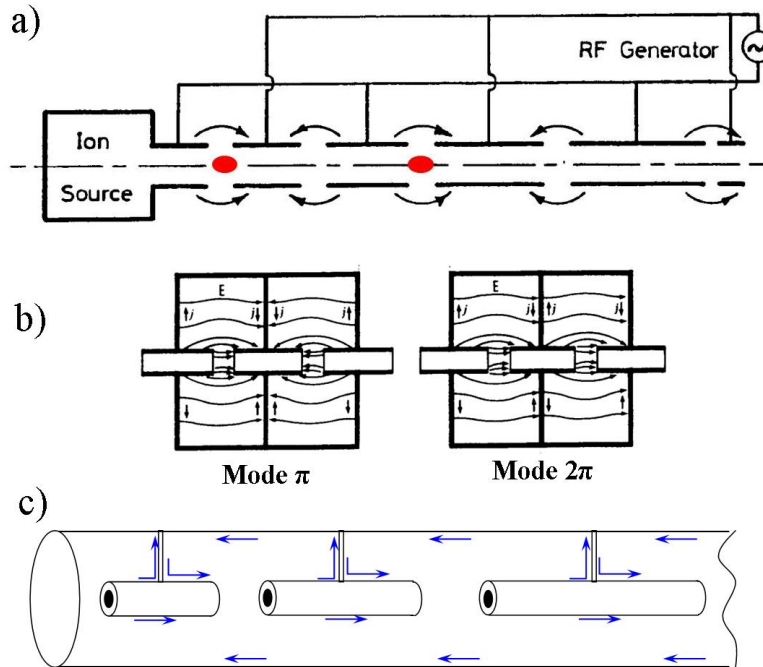 a)
RF Generator
~
Ion
Source
b)
E
j
j
j
j
E
j
j
j
j
Mode π
Mode 2π
c)